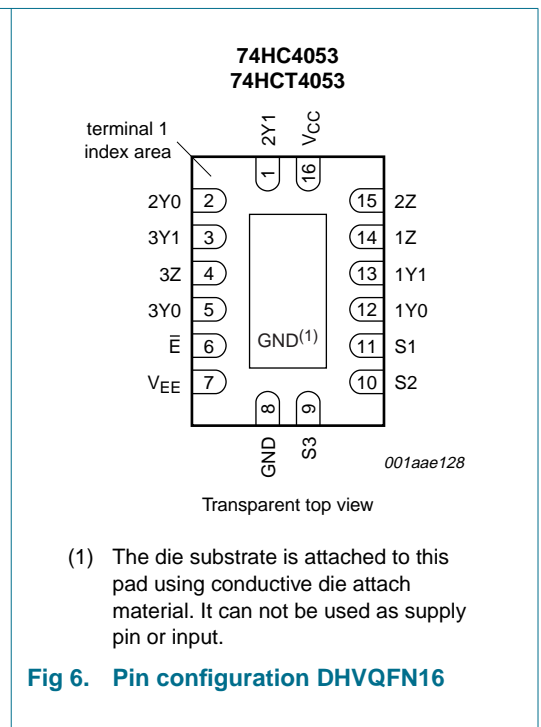 74HC4053
74HCT4053
terminal 1
index area
2Y1
VCC
1
16
2Y0 2
15 2Z
3Y1 3
14 1Z
3Z 4
13 1Y1
3Y0 5
12 1Y0
E̅ 6
GND(1)
11 S1
VEE 7
10 S2
8
9
GND
S3
001aae128
Transparent top view
(1) The die substrate is attached to this
pad using conductive die attach
material. It can not be used as supply
pin or input.
Fig 6. Pin configuration DHVQFN16